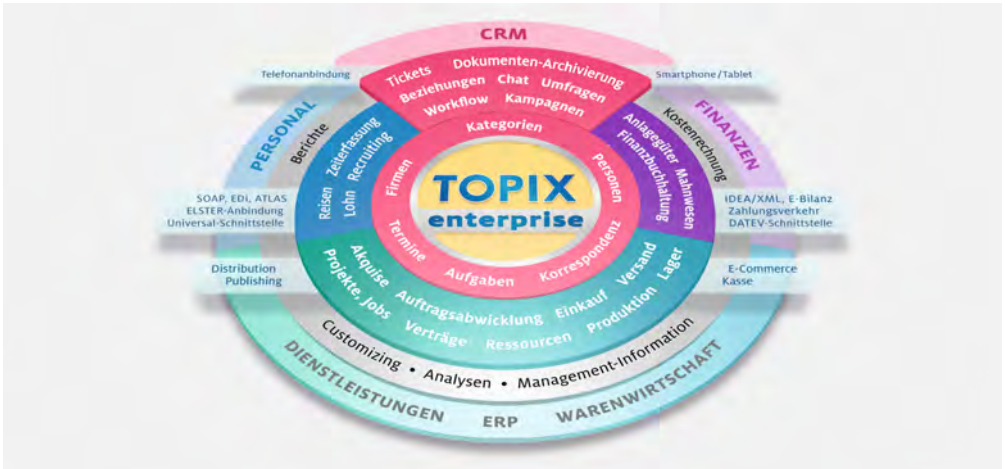 CRM
Tickets Dokumenten-Archivierung
Beziehungen Chat Umfragen
Workflow Kampagnen
Telefonanbindung
Smartphone/Tablet
PERSONAL
Berichte
Zeiterfassung
Recruiting
Reisen
Lohn
FINANZEN
Kostenrechnung
Anlagegüter Mahnwesen
Finanzbuchhaltung
Kategorien
Firmen
Personen
TOPIX
enterprise
Termine
Aufgaben
Korrespondenz
SOAP, EDI, ATLAS
ELSTER-Anbindung
Universal-Schnittstelle
IDEA/XML, E-Bilanz
Zahlungsverkehr
DATEV-Schnittstelle
Distribution
Publishing
E-Commerce
Kasse
Akquise Auftragsabwicklung Einkauf Versand
Projekte, Jobs Verträge Ressourcen Produktion Lager
Customizing • Analysen • Management-Information
DIENSTLEISTUNGEN ERP WARENWIRTSCHAFT